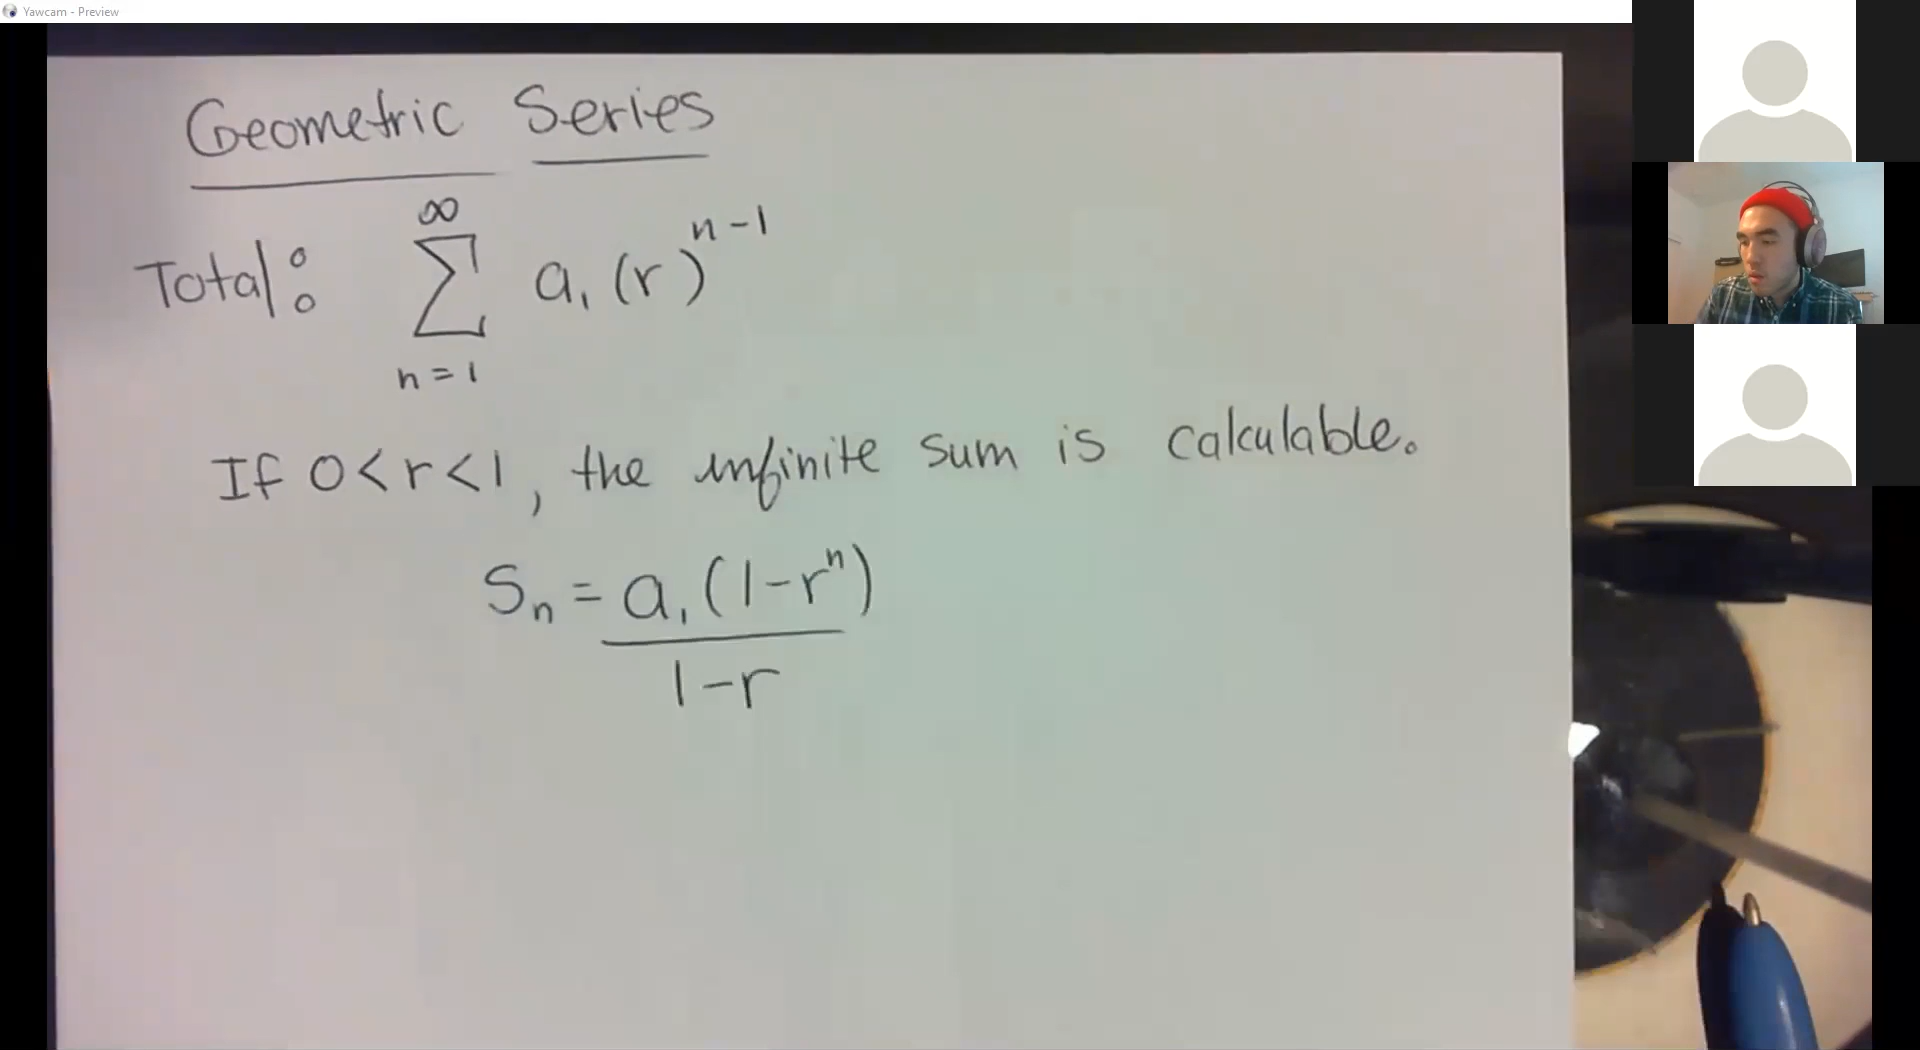 Yawcam - Preview
Geometric Series
∞
Total: ∑ a₁(r)ⁿ⁻¹
n=1
If 0<r<1, the infinite sum is calculable.
Sₙ = a₁(1-rⁿ)
1-r